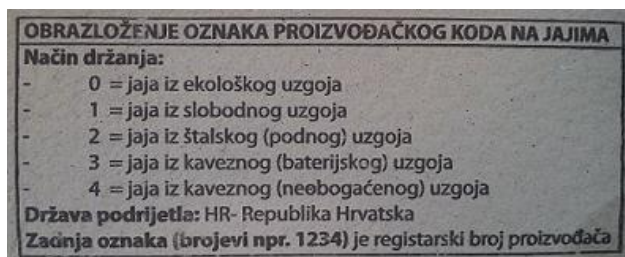 OBRAZLOŽENJE OZNAKA PROIZVOĐAČKOG KODA NA JAJIMA
Način držanja:
- 0 = jaja iz ekološkog uzgoja
- 1 = jaja iz slobodnog uzgoja
- 2 = jaja iz štalskog (podnog) uzgoja
- 3 = jaja iz kaveznog (baterijskog) uzgoja
- 4 = jaja iz kaveznog (neobogaćenog) uzgoja
Država podrijetla: HR- Republika Hrvatska
Zadnja oznaka (brojevi npr. 1234) je registarski broj proizvođača